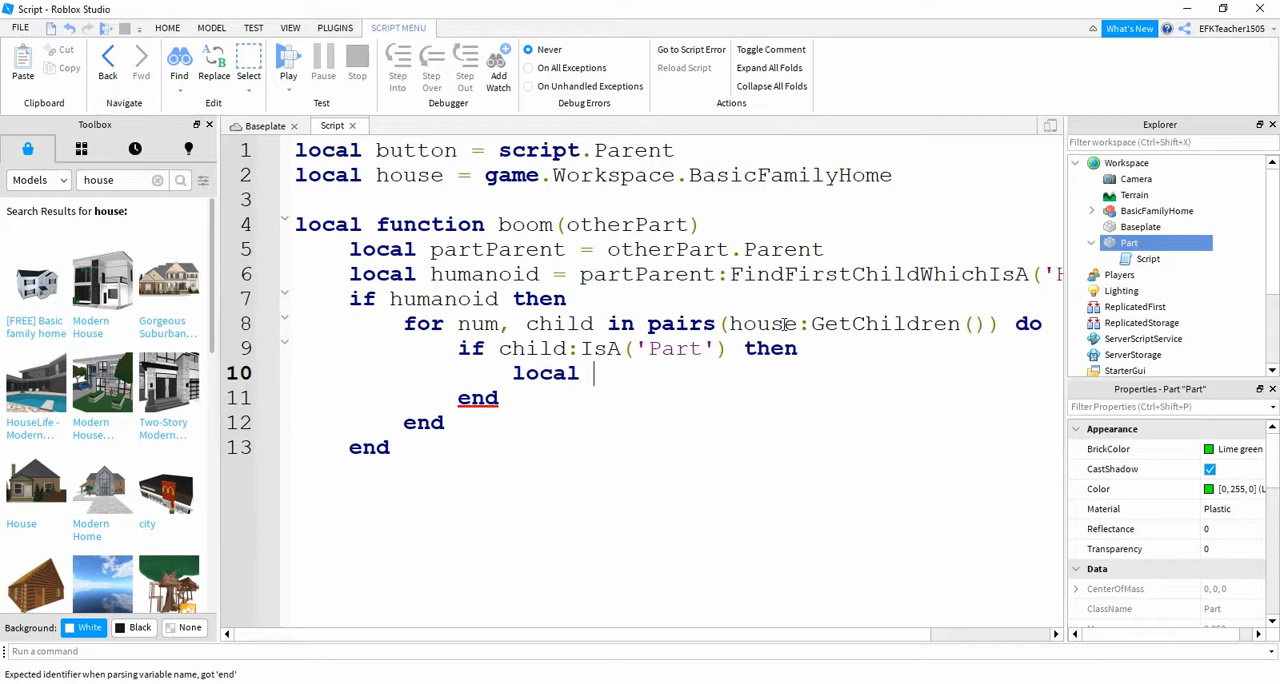 Script - Roblox Studio
FILE HOME MODEL TEST VIEW PLUGINS SCRIPT MENU What's New EFKTeacher1505
Paste Cut Copy Back Fwd Find Replace Select Play Pause Stop Step Into Step Over Step Out Add Watch Never On All Exceptions On Unhandled Exceptions Go to Script Error Reload Script Toggle Comment Expand All Folds Collapse All Folds
Clipboard Navigate Edit Test Debugger Debug Errors Actions
Toolbox
Models house
Search Results for house:
[FREE] Basic family home
Modern House
Gorgeous Suburban...
HouseLife - Modern...
Modern House...
Two-Story Modern...
House
Modern Home
city
Background: White Black None
Baseplate Script
1 local button = script.Parent
2 local house = game.Workspace.BasicFamilyHome
3
4 local function boom(otherPart)
5 local partParent = otherPart.Parent
6 local humanoid = partParent:FindFirstChildWhichIsA('H
7 if humanoid then
8 for num, child in pairs(house:GetChildren()) do
9 if child:IsA('Part') then
10 local
11 end
12 end
13 end
Explorer
Filter workspace (Ctrl+Shift+X)
Workspace
Camera
Terrain
BasicFamilyHome
Baseplate
Part
Script
Players
Lighting
ReplicatedFirst
ReplicatedStorage
ServerScriptService
ServerStorage
StarterGui
Properties - Part "Part"
Filter Properties (Ctrl+Shift+P)
Appearance
BrickColor Lime green
CastShadow
Color [0, 255, 0] (L
Material Plastic
Reflectance 0
Transparency 0
Data
CenterOfMass 0, 0, 0
ClassName Part
Run a command
Expected identifier when parsing variable name, got 'end'